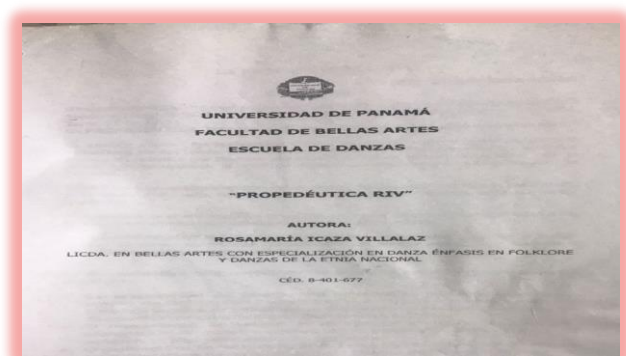 UNIVERSIDAD DE PANAMÁ
FACULTAD DE BELLAS ARTES
ESCUELA DE DANZAS
“PROPEDÉUTICA RIV”
AUTORA:
ROSAMARÍA ICAZA VILLALAZ
LICDA. EN BELLAS ARTES CON ESPECIALIZACIÓN EN DANZA ÉNFASIS EN FOLKLORE
Y DANZAS DE LA ETNIA NACIONAL
CÉD. 8-401-677